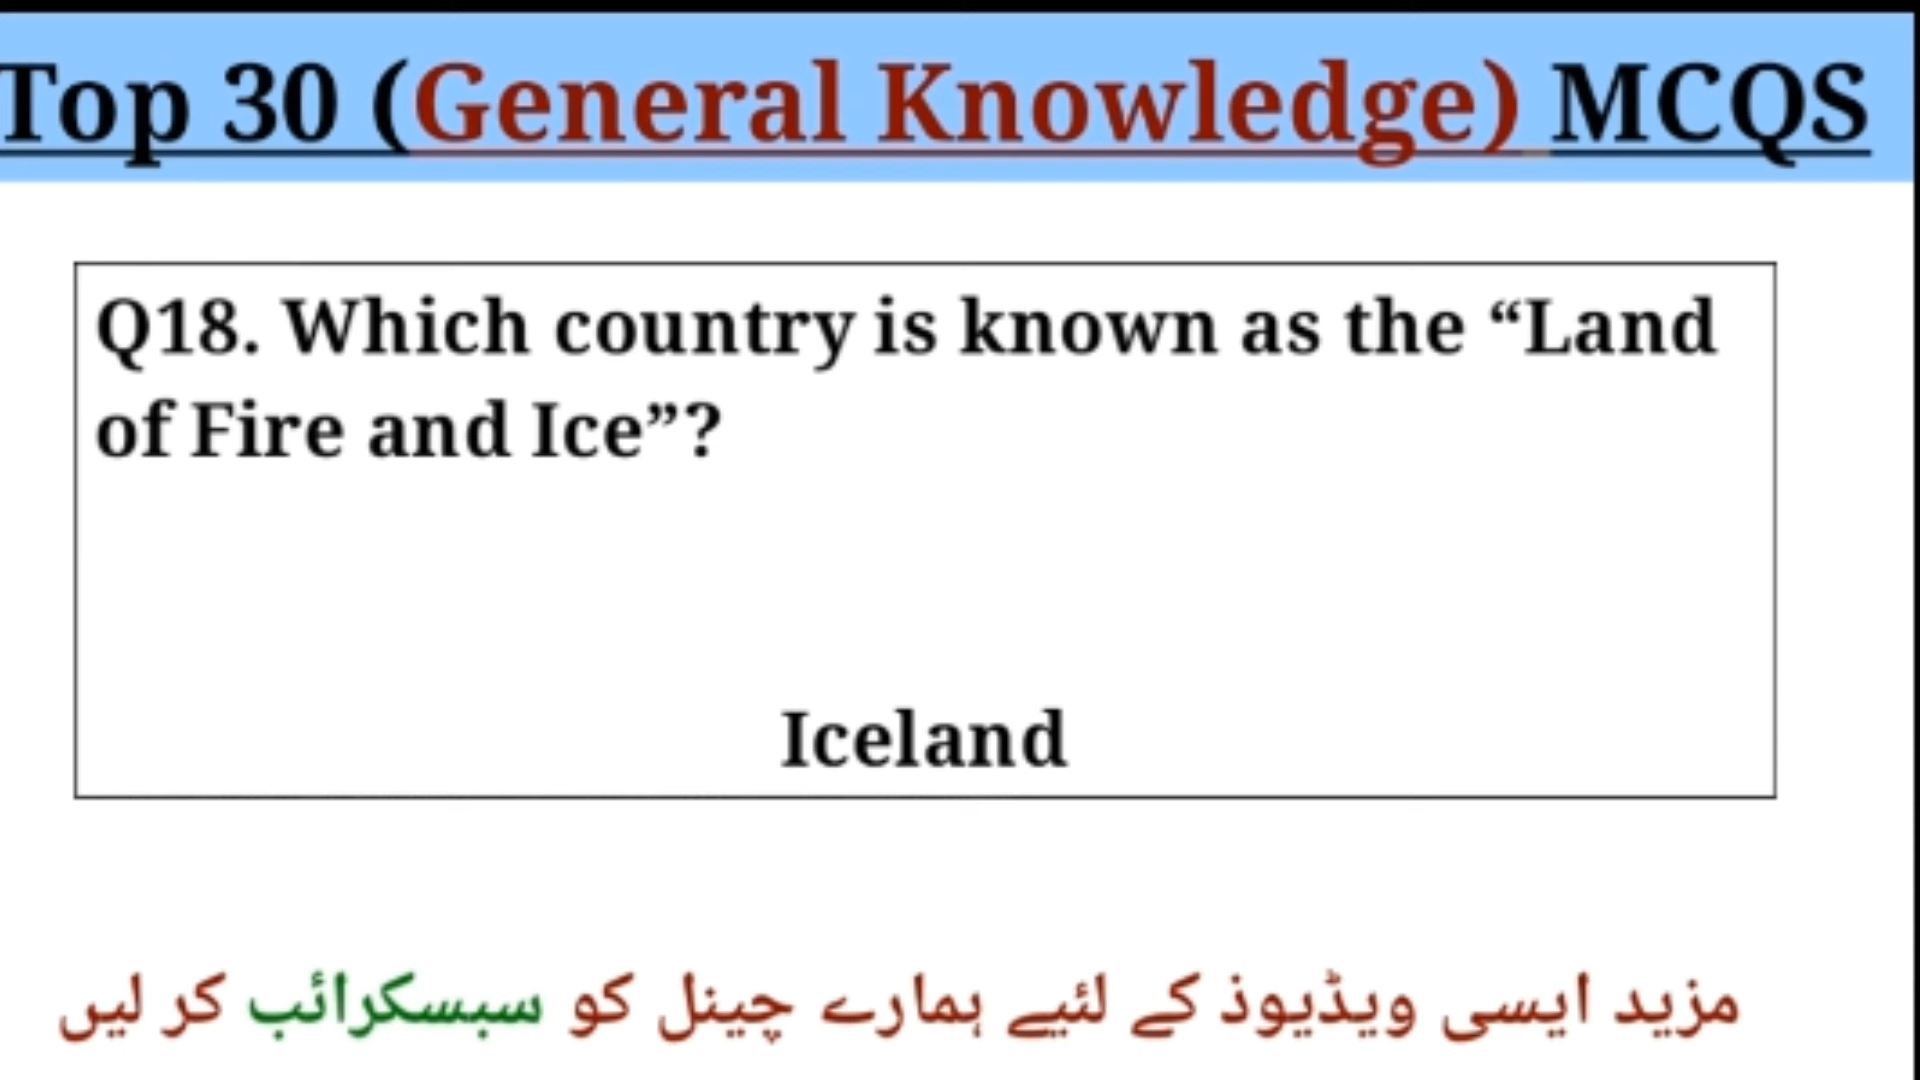 Top 30 (General Knowledge) MCQS
Q18. Which country is known as the “Land
of Fire and Ice”?
Iceland
مزید ایسی ویڈیوذ کے لئیے ہمارے چینل کو سبسکرائب کر لیں